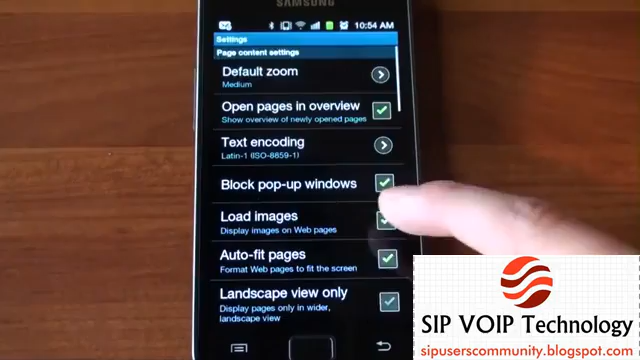 SAMSUNG
10:54 AM
Settings
Page content settings
Default zoom
Medium
Open pages in overview
Show overview of newly opened pages
Text encoding
Latin-1 (ISO-8859-1)
Block pop-up windows
Load images
Display images on Web pages
Auto-fit pages
Format Web pages to fit the screen
Landscape view only
Display pages only in wider,
landscape view
SIP VOIP Technology
sipuserscommunity.blogspot.com